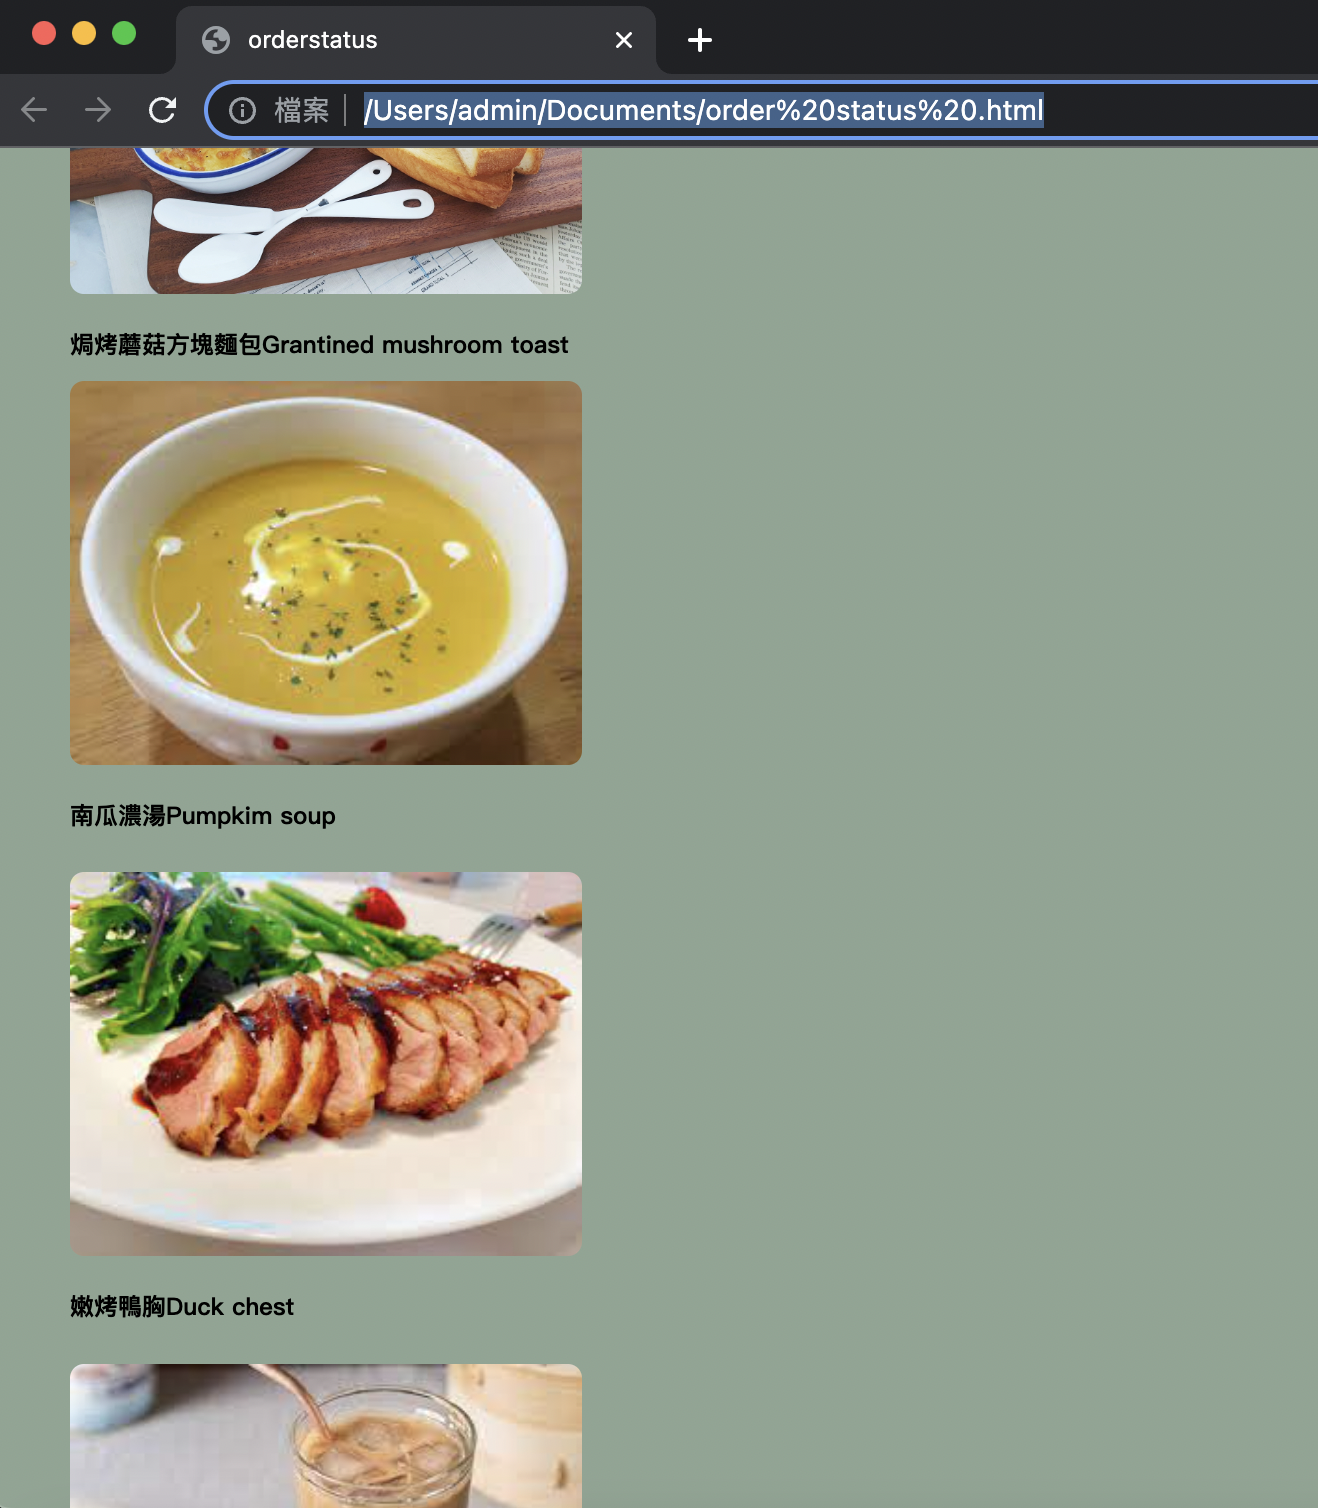 orderstatus
檔案 /Users/admin/Documents/order%20status%20.html
焗烤蘑菇方塊麵包Grantined mushroom toast
南瓜濃湯Pumpkim soup
嫩烤鴨胸Duck chest